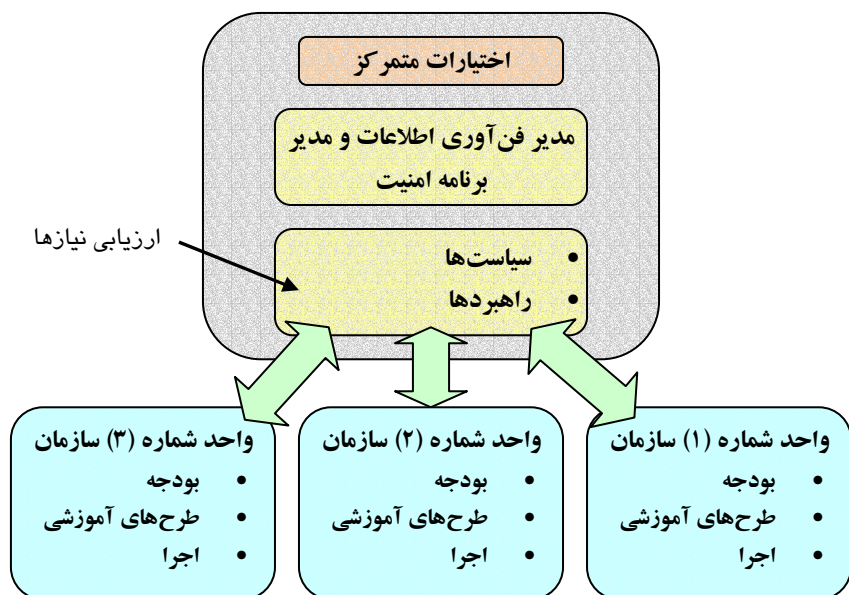 اختیارات متمرکز
مدیر فن‌آوری اطلاعات و مدیر
برنامه امنیت
ارزیابی نیازها
• سیاست‌ها
• راهبردها
واحد شماره (۱) سازمان
• بودجه
• طرح‌های آموزشی
• اجرا
واحد شماره (۲) سازمان
• بودجه
• طرح‌های آموزشی
• اجرا
واحد شماره (۳) سازمان
• بودجه
• طرح‌های آموزشی
• اجرا